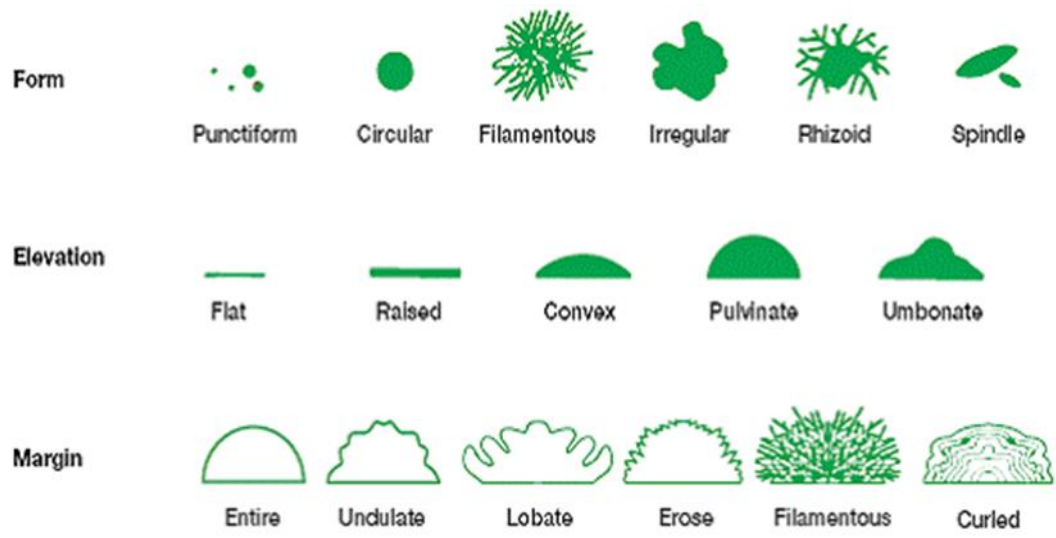 Form
Punctiform Circular Filamentous Irregular Rhizoid Spindle
Elevation
Flat Raised Convex Pulvinate Umbonate
Margin
Entire Undulate Lobate Erose Filamentous Curled